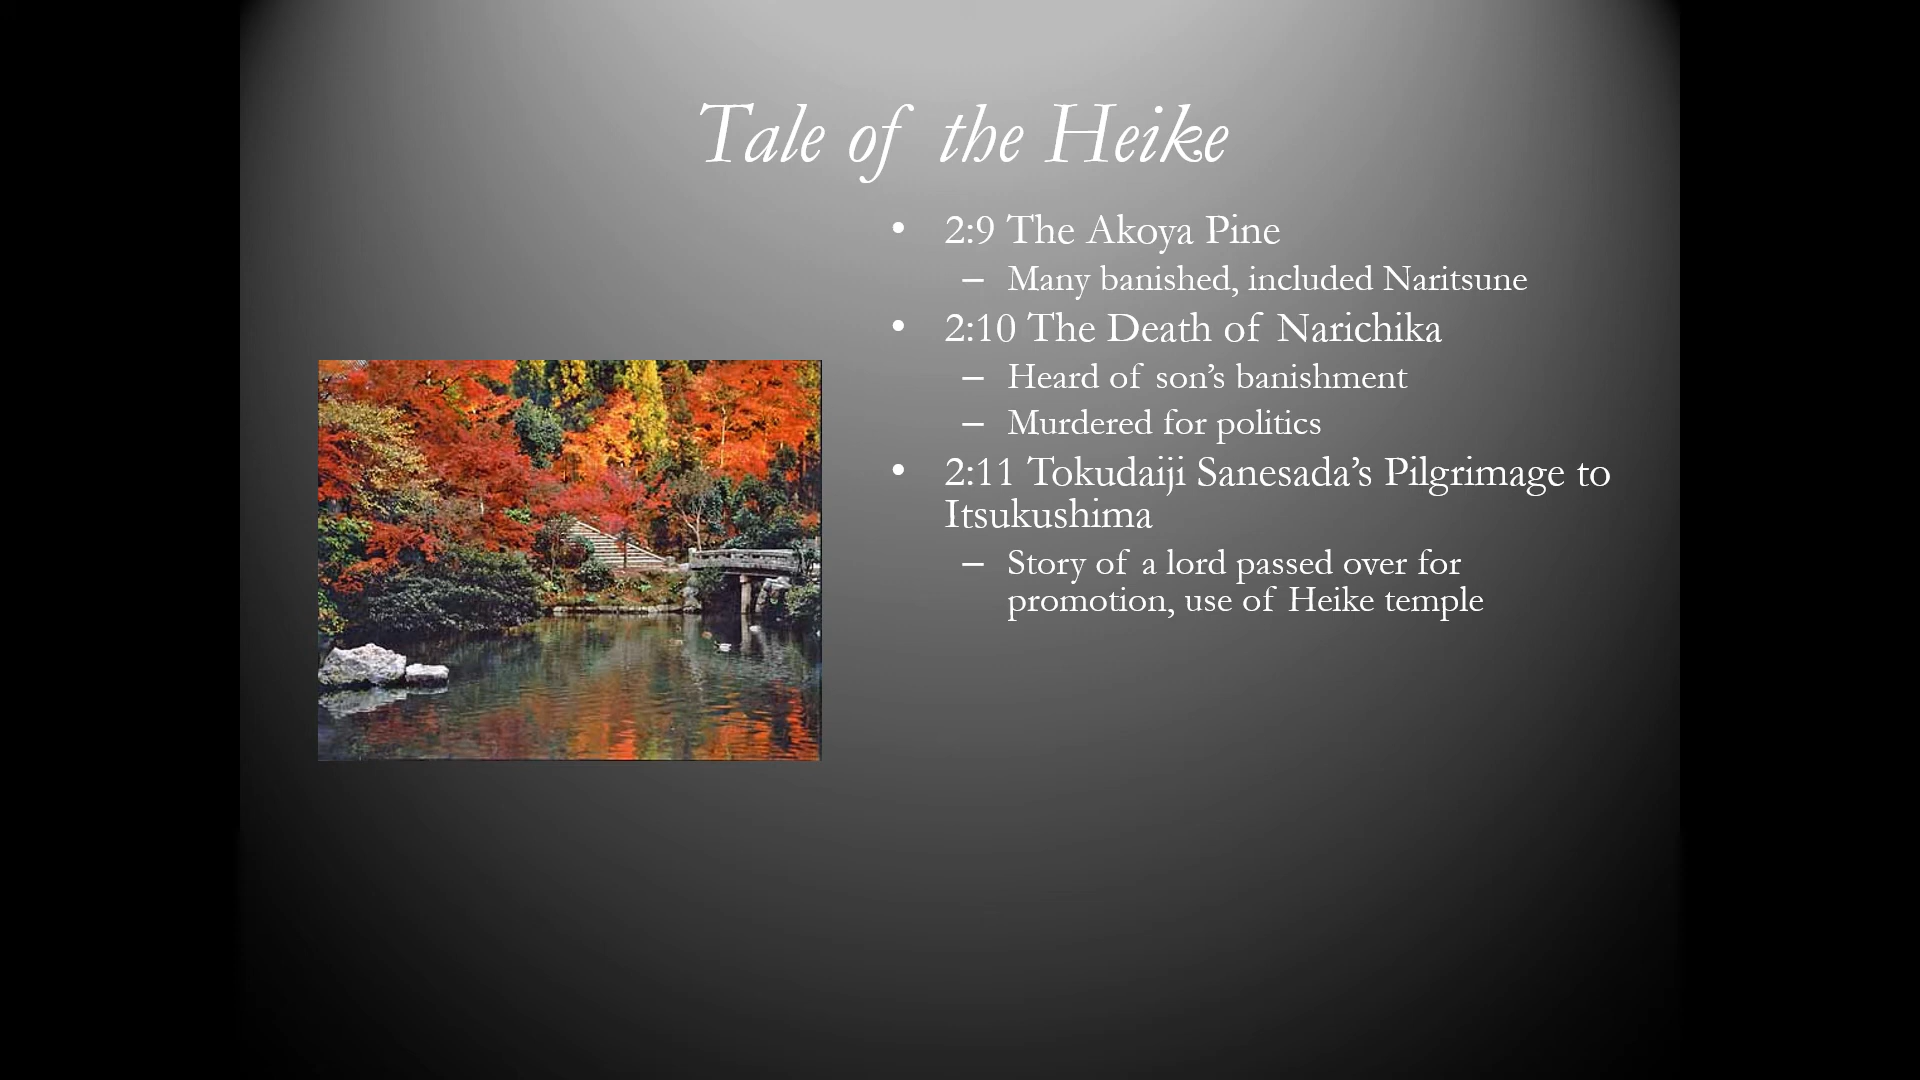 Tale of the Heike
• 2:9 The Akoya Pine
– Many banished, included Naritsune
• 2:10 The Death of Narichika
– Heard of son’s banishment
– Murdered for politics
• 2:11 Tokudaiji Sanesada’s Pilgrimage to
Itsukushima
– Story of a lord passed over for
promotion, use of Heike temple